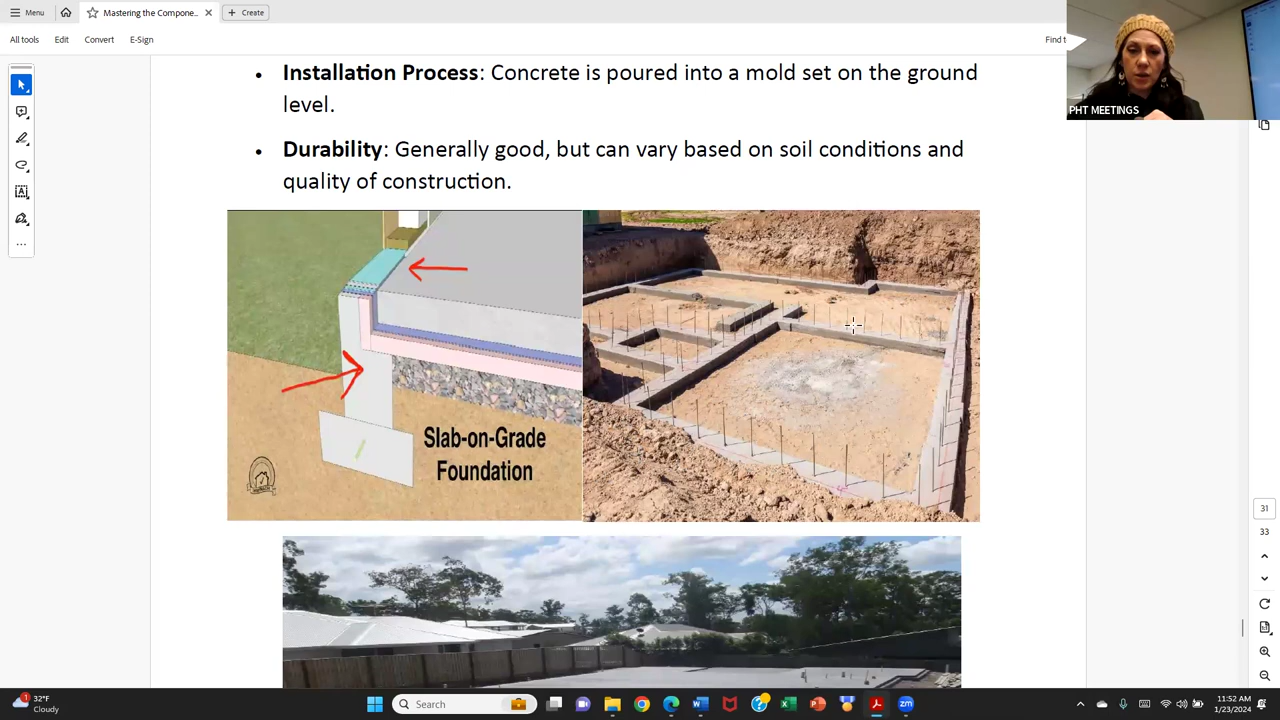 Menu
Mastering the Compone...
Create
All tools
Edit
Convert
E-Sign
Find te
PHT MEETINGS
• Installation Process: Concrete is poured into a mold set on the ground
level.
• Durability: Generally good, but can vary based on soil conditions and
quality of construction.
Slab-on-Grade
Foundation
31
33
1
32°F
Cloudy
Search
11:52 AM
1/23/2024